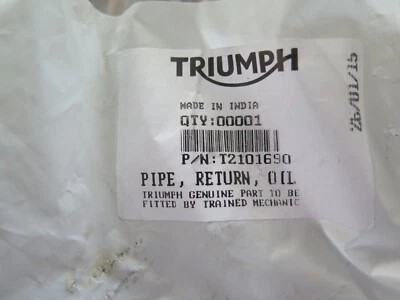 TRIUMPH
MADE IN INDIA
QTY:00001
P/N:T2101690
PIPE, RETURN, OIL
TRIUMPH GENUINE PART TO BE
FITTED BY TRAINED MECHANIC
26/01/15